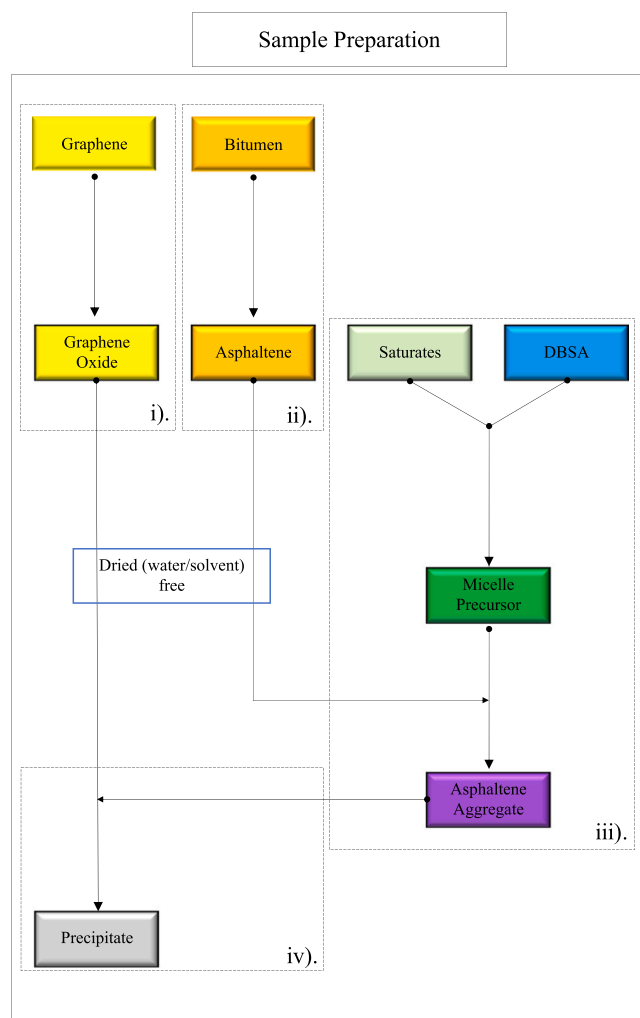 Sample Preparation
Graphene
Bitumen
Graphene
Oxide
Asphaltene
Saturates
DBSA
i).
ii).
Dried (water/solvent)
free
Micelle
Precursor
Asphaltene
Aggregate
iii).
Precipitate
iv).